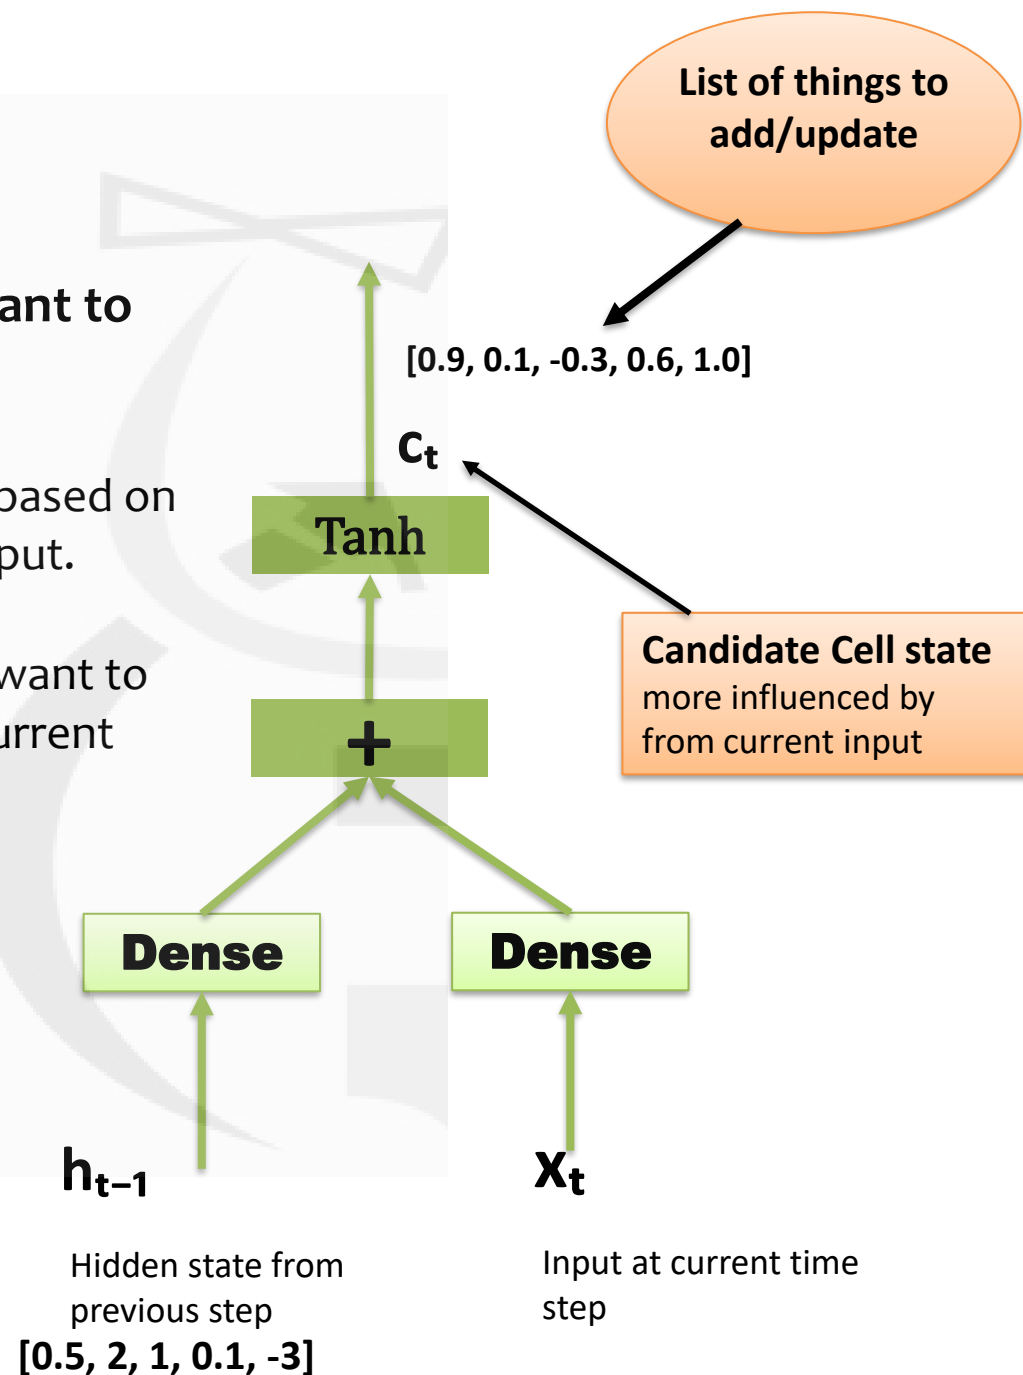 List of things to
add/update
ant to
[0.9, 0.1, -0.3, 0.6, 1.0]
cₜ
based on
put.
Tanh
Candidate Cell state
more influenced by
from current input
want to
urrent
+
Dense
Dense
hₜ₋₁
xₜ
Hidden state from
previous step
[0.5, 2, 1, 0.1, -3]
Input at current time
step